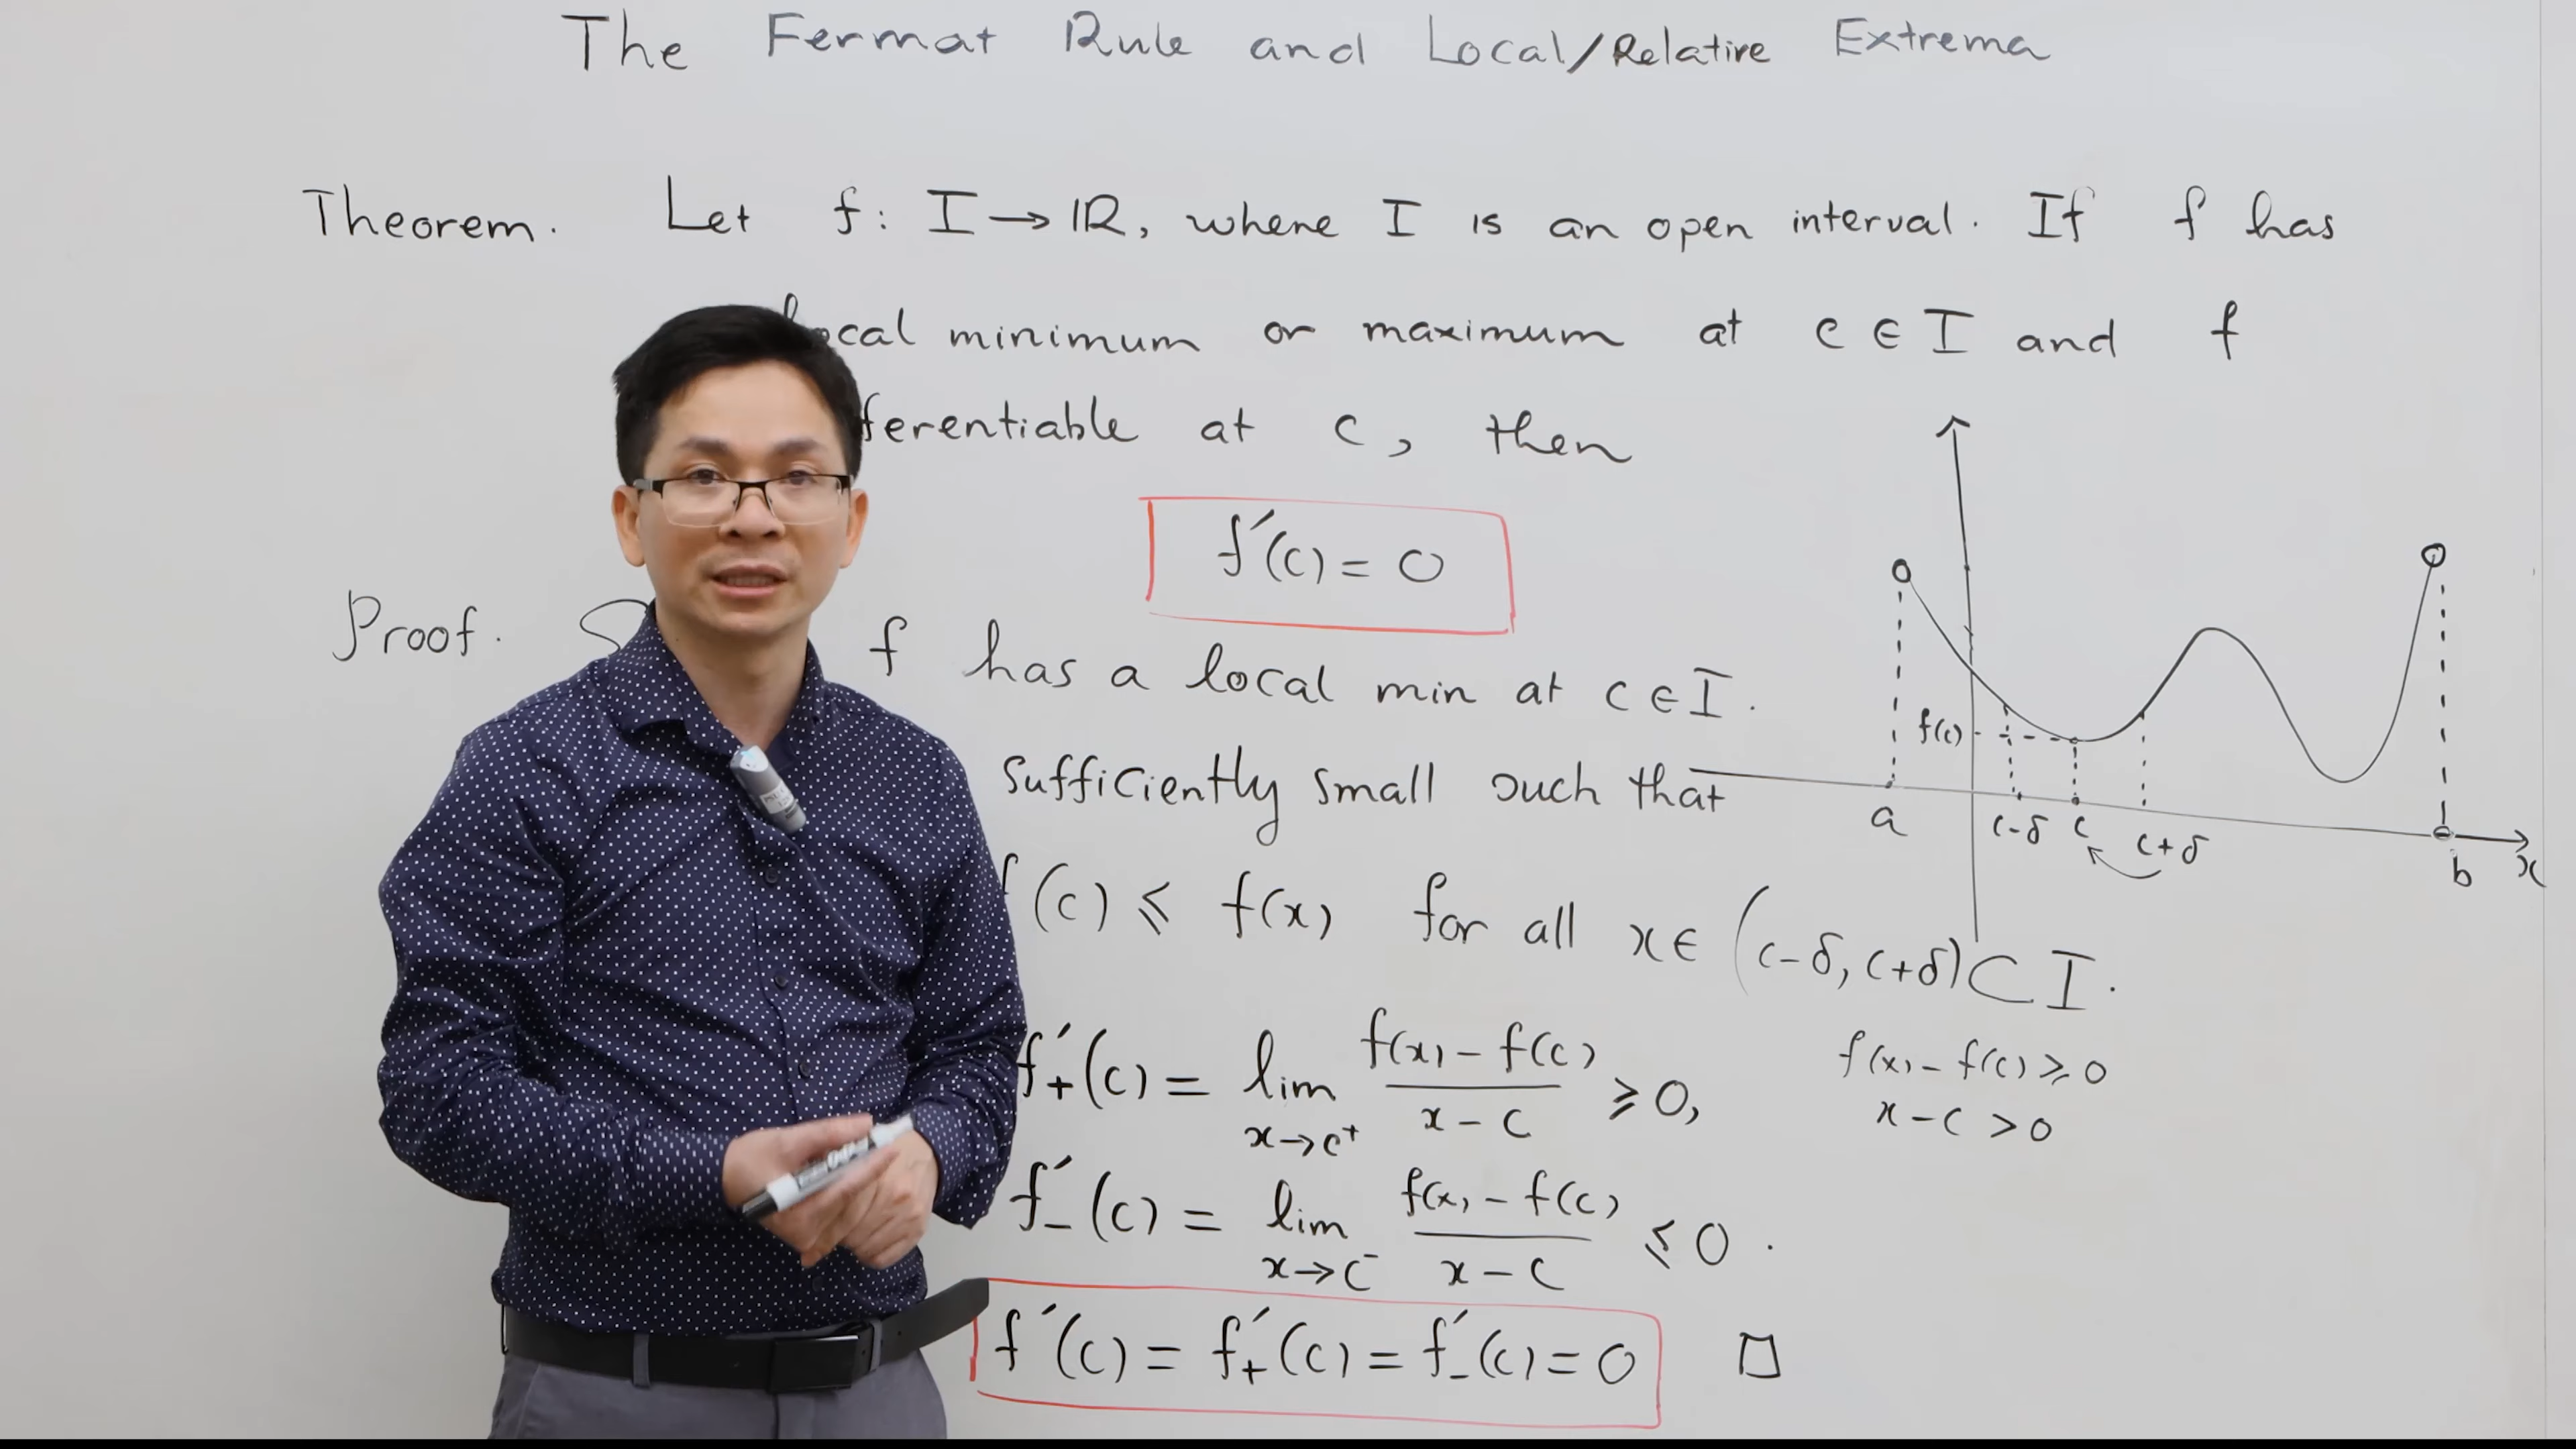 The Fermat Rule and Local/Relative Extrema
Theorem. Let f: I → ℝ, where I is an open interval. If f has
local minimum or maximum at c ∈ I and f
ferentiable at c, then
f'(c) = 0
Proof. f has a local min at c ∈ I.
sufficiently small such that
f(c) ≤ f(x) for all x ∈ (c-δ, c+δ) ⊂ I.
f'₊(c) = lim x→c⁺ (f(x) - f(c))/(x - c) ≥ 0,
f(x) - f(c) ≥ 0
x - c > 0
f'₋(c) = lim x→c⁻ (f(x) - f(c))/(x - c) ≤ 0.
f'(c) = f'₊(c) = f'₋(c) = 0 □
f(c)
a c-δ c c+δ b x